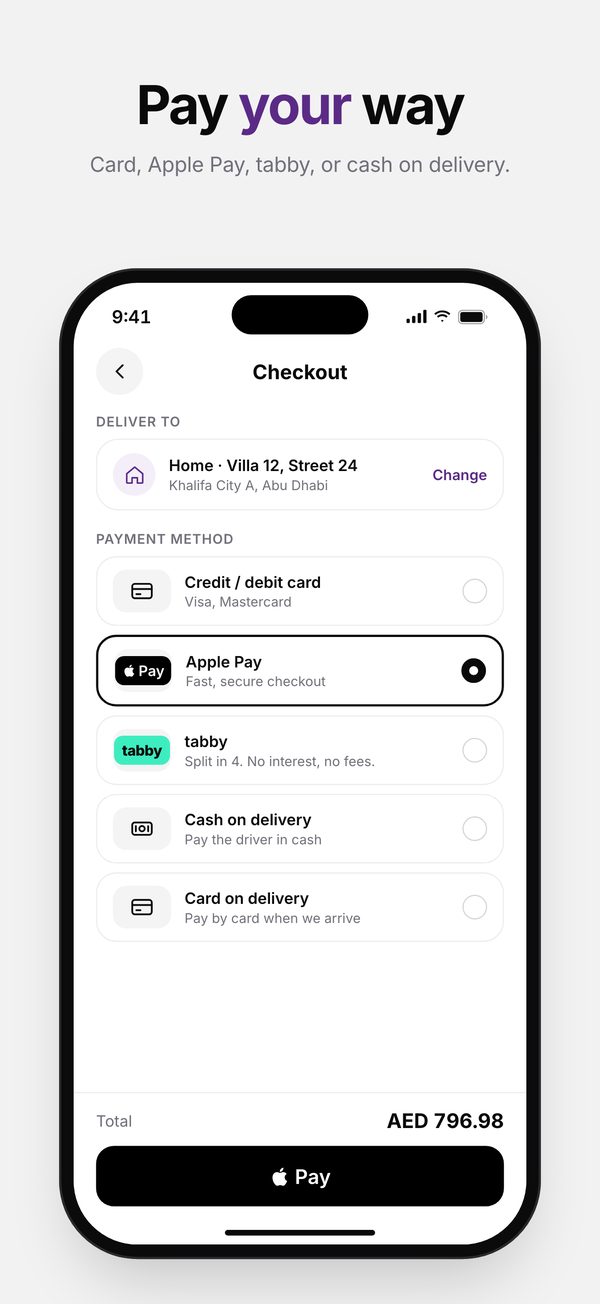 Pay your way
Card, Apple Pay, tabby, or cash on delivery.
9:41
Checkout
DELIVER TO
Home · Villa 12, Street 24
Khalifa City A, Abu Dhabi
Change
PAYMENT METHOD
Credit / debit card
Visa, Mastercard
Pay
Apple Pay
Fast, secure checkout
tabby
tabby
Split in 4. No interest, no fees.
Cash on delivery
Pay the driver in cash
Card on delivery
Pay by card when we arrive
Total
AED 796.98
Pay